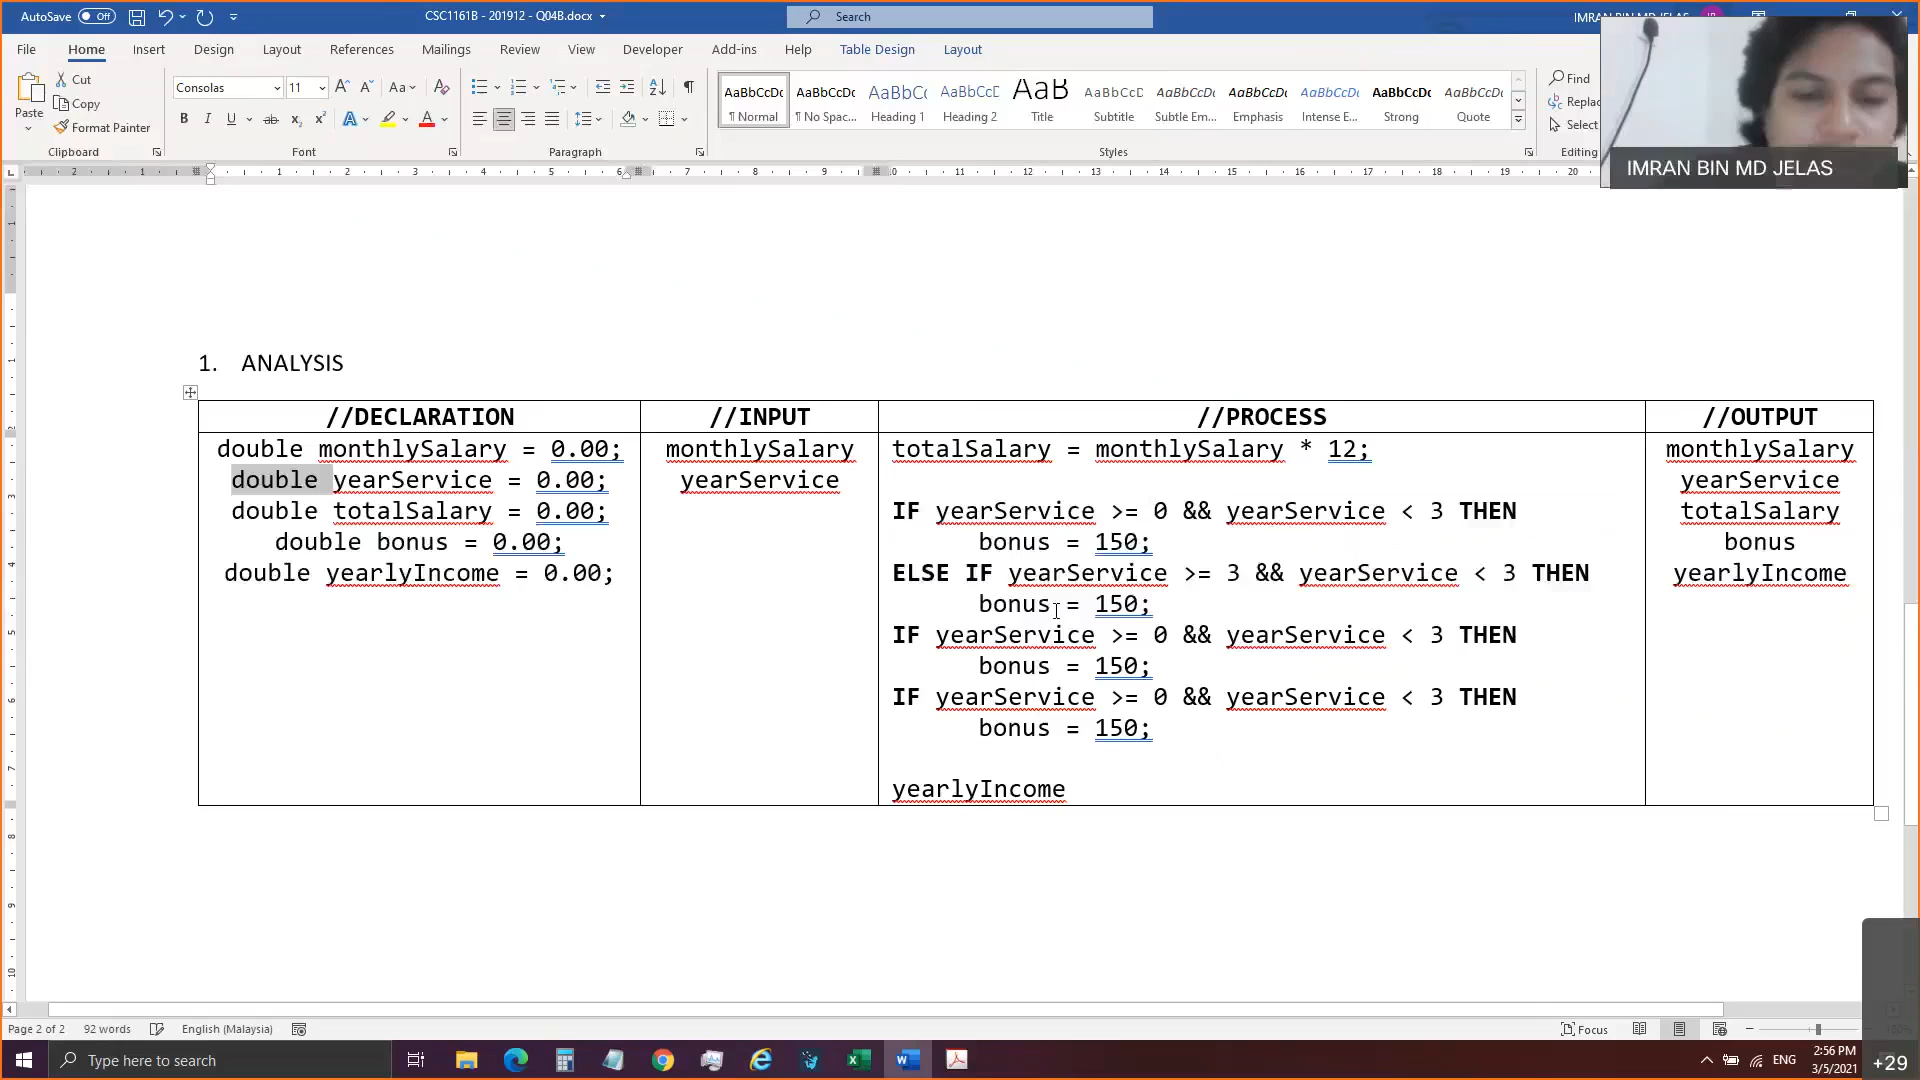 AutoSave Off
CSC1161B - 201912 - Q04B.docx
Search
File Home Insert Design Layout References Mailings Review View Developer Add-ins Help Table Design Layout
Paste
Cut
Copy
Format Painter
Clipboard
Consolas 11
Font
Paragraph
AaBbCcDc ¶ Normal
AaBbCcDc ¶ No Spac...
AaBbCc Heading 1
AaBbCcD Heading 2
AaB Title
AaBbCcD Subtitle
AaBbCcDt Subtle Em...
AaBbCcDt Emphasis
AaBbCcDt Intense E...
AaBbCcDc Strong
AaBbCcDt Quote
Styles
Find
Select
Editing
IMRAN BIN MD JELAS
1. ANALYSIS
//DECLARATION
double monthlySalary = 0.00;
double yearService = 0.00;
double totalSalary = 0.00;
double bonus = 0.00;
double yearlyIncome = 0.00;
//INPUT
monthlySalary
yearService
//PROCESS
totalSalary = monthlySalary * 12;
IF yearService >= 0 && yearService < 3 THEN
bonus = 150;
ELSE IF yearService >= 3 && yearService < 3 THEN
bonus = 150;
IF yearService >= 0 && yearService < 3 THEN
bonus = 150;
IF yearService >= 0 && yearService < 3 THEN
bonus = 150;
yearlyIncome
//OUTPUT
monthlySalary
yearService
totalSalary
bonus
yearlyIncome
Page 2 of 2 92 words English (Malaysia)
Focus
Type here to search
ENG
2:56 PM
3/5/2021
+29